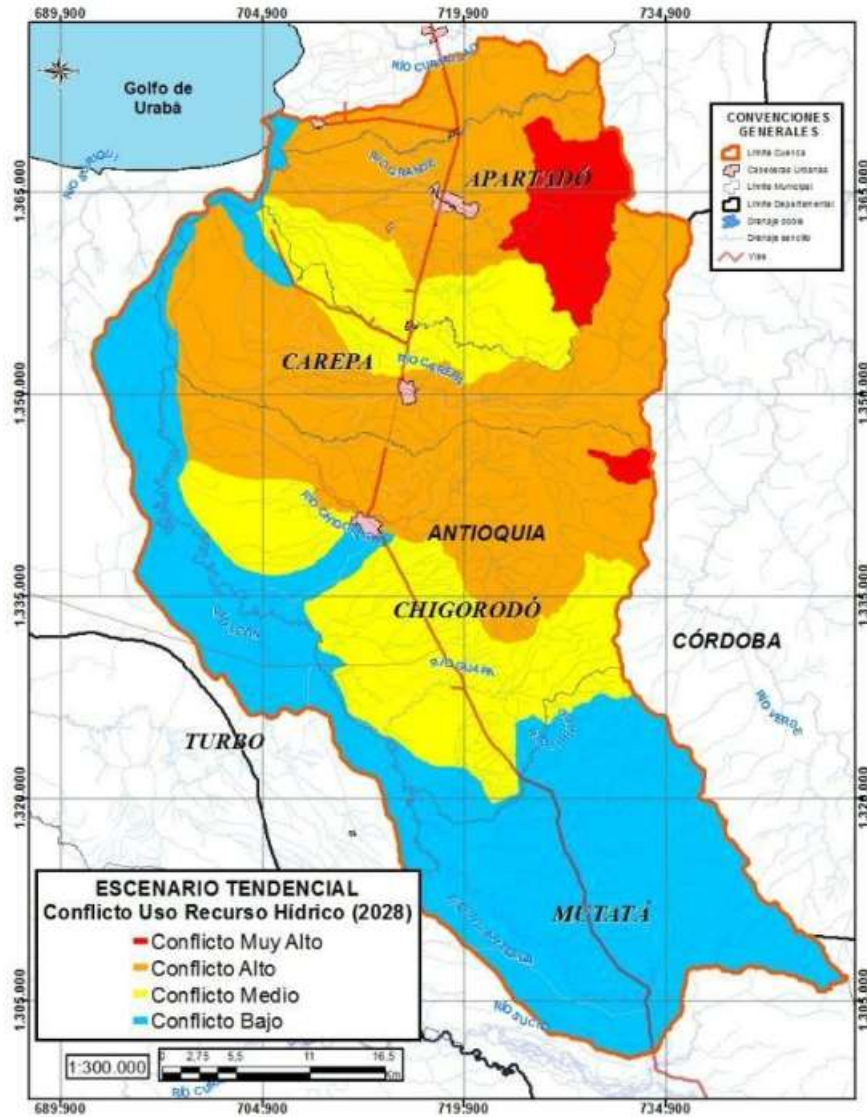 689,900
704,900
719,900
734,900
RÍO CURRULAO
Golfo de
Urabá
CONVENCIONES
GENERALES
Límite Cuenca
Cabeceras Urbanas
Límite Municipal
Límite Departamental
Drenaje doble
Drenaje sencillo
Vías
RÍO GRANDE
APARTADÓ
1.365.000
1.365.000
CAREPA
RÍO CAREPA
1.350.000
1.350.000
ANTIOQUIA
1.335.000
1.335.000
CHIGORODÓ
RÍO LEÓN
RÍO GUAPA
CÓRDOBA
RÍO VERDE
TURBO
1.320.000
1.320.000
ESCENARIO TENDENCIAL
Conflicto Uso Recurso Hídrico (2028)
Conflicto Muy Alto
Conflicto Alto
Conflicto Medio
Conflicto Bajo
MUTATÁ
1.305.000
1.305.000
1:300.000
0 2,75 5,5 11 16,5
Km
689,900
704,900
719,900
734,900